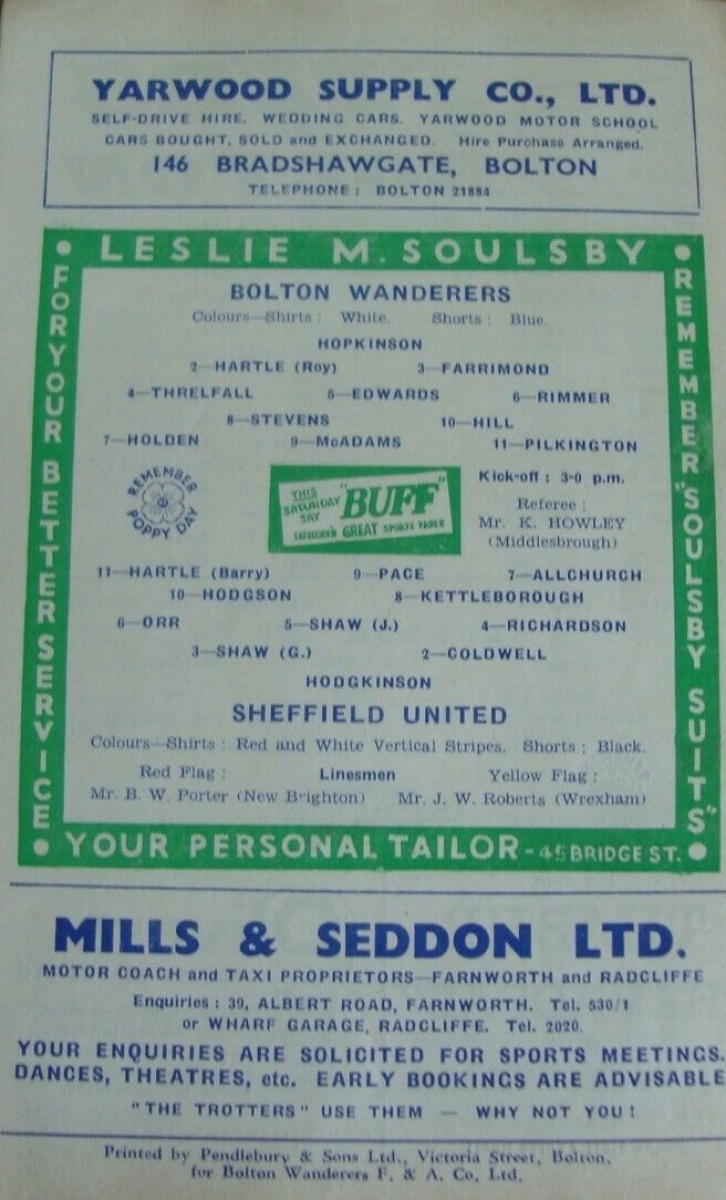 YARWOOD SUPPLY CO., LTD.
SELF-DRIVE HIRE. WEDDING CARS. YARWOOD MOTOR SCHOOL
CARS BOUGHT, SOLD and EXCHANGED. Hire Purchase Arranged.
146 BRADSHAWGATE, BOLTON
TELEPHONE: BOLTON 21884
LESLIE M. SOULSBY
FOR YOUR BETTER SERVICE
REMEMBER "SOULSBY SUITS"
BOLTON WANDERERS
Colours—Shirts: White. Shorts: Blue.
HOPKINSON
2—HARTLE (Roy) 3—FARRIMOND
4—THRELFALL 5—EDWARDS 6—RIMMER
8—STEVENS 10—HILL
7—HOLDEN 9—McADAMS 11—PILKINGTON
REMEMBER POPPY DAY
THIS SATURDAY SAY "BUFF"
SATURDAY'S GREAT SPORTS PAPER
Kick-off: 3-0 p.m.
Referee:
Mr. K. HOWLEY
(Middlesbrough)
11—HARTLE (Barry) 9—PACE 7—ALLCHURCH
10—HODGSON 8—KETTLEBOROUGH
6—ORR 5—SHAW (J.) 4—RICHARDSON
3—SHAW (G.) 2—COLDWELL
HODGKINSON
SHEFFIELD UNITED
Colours—Shirts: Red and White Vertical Stripes. Shorts: Black.
Red Flag: Linesmen Yellow Flag:
Mr. B. W. Porter (New Brighton) Mr. J. W. Roberts (Wrexham)
YOUR PERSONAL TAILOR - 45 BRIDGE ST.
MILLS & SEDDON LTD.
MOTOR COACH and TAXI PROPRIETORS—FARNWORTH and RADCLIFFE
Enquiries: 39, ALBERT ROAD, FARNWORTH. Tel. 530/1
or WHARF GARAGE, RADCLIFFE. Tel. 2020.
YOUR ENQUIRIES ARE SOLICITED FOR SPORTS MEETINGS.
DANCES, THEATRES, etc. EARLY BOOKINGS ARE ADVISABLE
"THE TROTTERS" USE THEM — WHY NOT YOU!
Printed by Pendlebury & Sons Ltd., Victoria Street, Bolton,
for Bolton Wanderers F. & A. Co. Ltd.